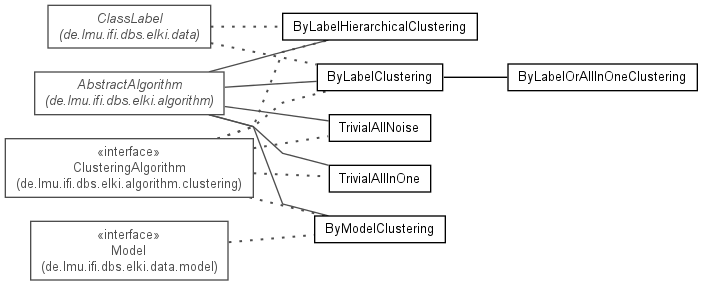 ClassLabel
(de.lmu.ifi.dbs.elki.data)
ByLabelHierarchicalClustering
AbstractAlgorithm
(de.lmu.ifi.dbs.elki.algorithm)
ByLabelClustering
ByLabelOrAllInOneClustering
TrivialAllNoise
«interface»
ClusteringAlgorithm
(de.lmu.ifi.dbs.elki.algorithm.clustering)
TrivialAllInOne
ByModelClustering
«interface»
Model
(de.lmu.ifi.dbs.elki.data.model)